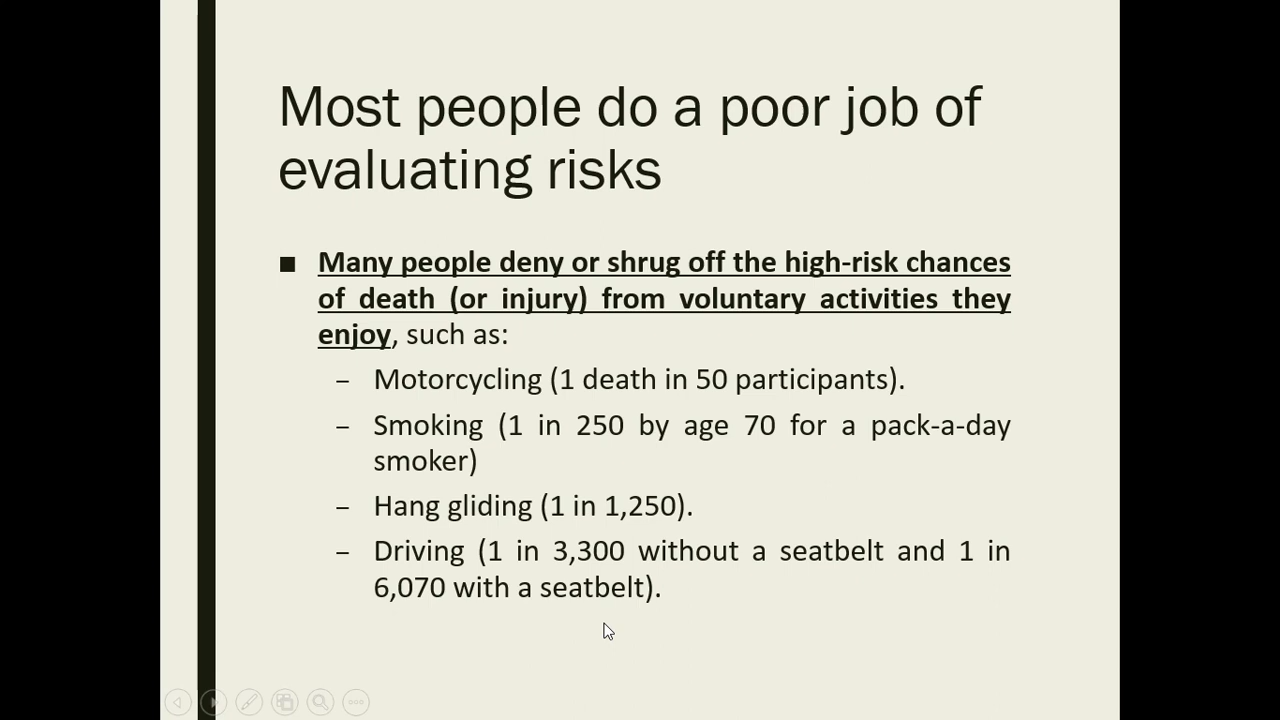 Most people do a poor job of
evaluating risks
■ Many people deny or shrug off the high-risk chances
of death (or injury) from voluntary activities they
enjoy, such as:
– Motorcycling (1 death in 50 participants).
– Smoking (1 in 250 by age 70 for a pack-a-day
smoker)
– Hang gliding (1 in 1,250).
– Driving (1 in 3,300 without a seatbelt and 1 in
6,070 with a seatbelt).